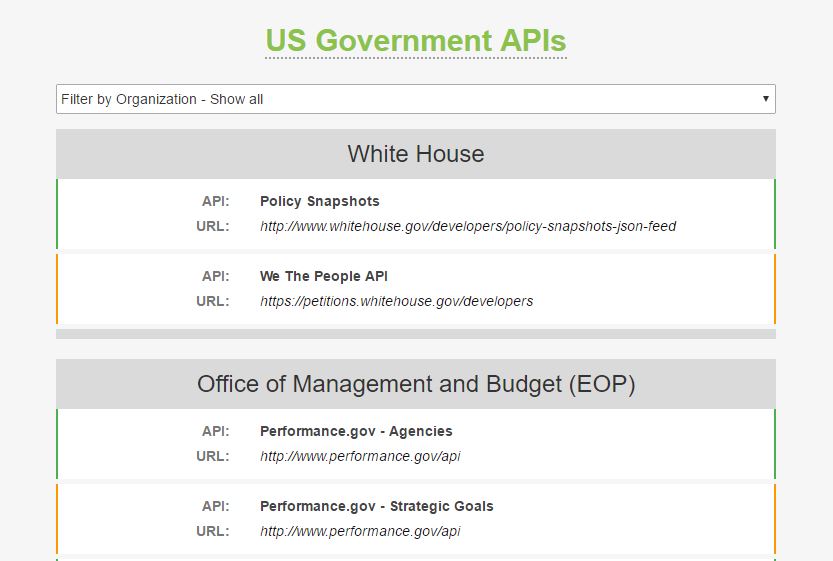 US Government APIs
Filter by Organization - Show all
White House
API: Policy Snapshots
URL: http://www.whitehouse.gov/developers/policy-snapshots-json-feed
API: We The People API
URL: https://petitions.whitehouse.gov/developers
Office of Management and Budget (EOP)
API: Performance.gov - Agencies
URL: http://www.performance.gov/api
API: Performance.gov - Strategic Goals
URL: http://www.performance.gov/api